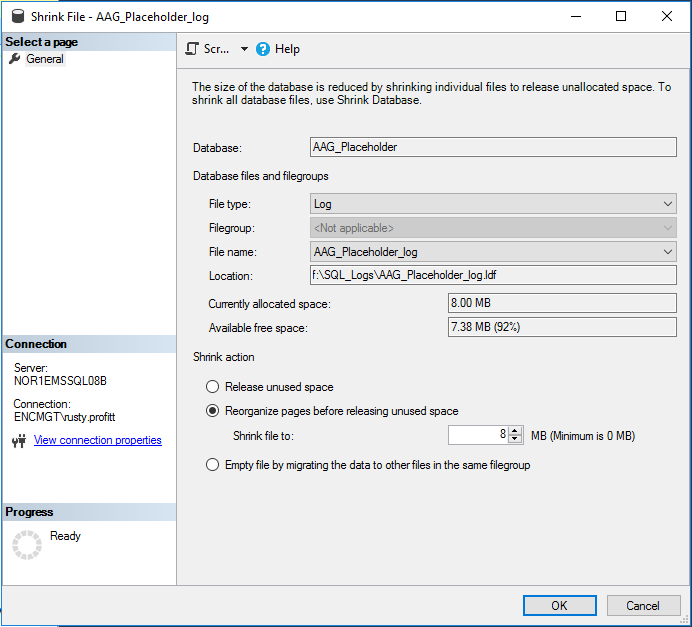 Shrink File - AAG_Placeholder_log
Select a page
General
Scr...
Help
The size of the database is reduced by shrinking individual files to release unallocated space. To
shrink all database files, use Shrink Database.
Database: AAG_Placeholder
Database files and filegroups
File type: Log
Filegroup: <Not applicable>
File name: AAG_Placeholder_log
Location: f:\SQL_Logs\AAG_Placeholder_log.ldf
Currently allocated space: 8.00 MB
Available free space: 7.38 MB (92%)
Shrink action
Release unused space
Reorganize pages before releasing unused space
Shrink file to: 8 MB (Minimum is 0 MB)
Empty file by migrating the data to other files in the same filegroup
Connection
Server:
NOR1EMSSQL08B
Connection:
ENCMGT\rusty.profitt
View connection properties
Progress
Ready
OK
Cancel